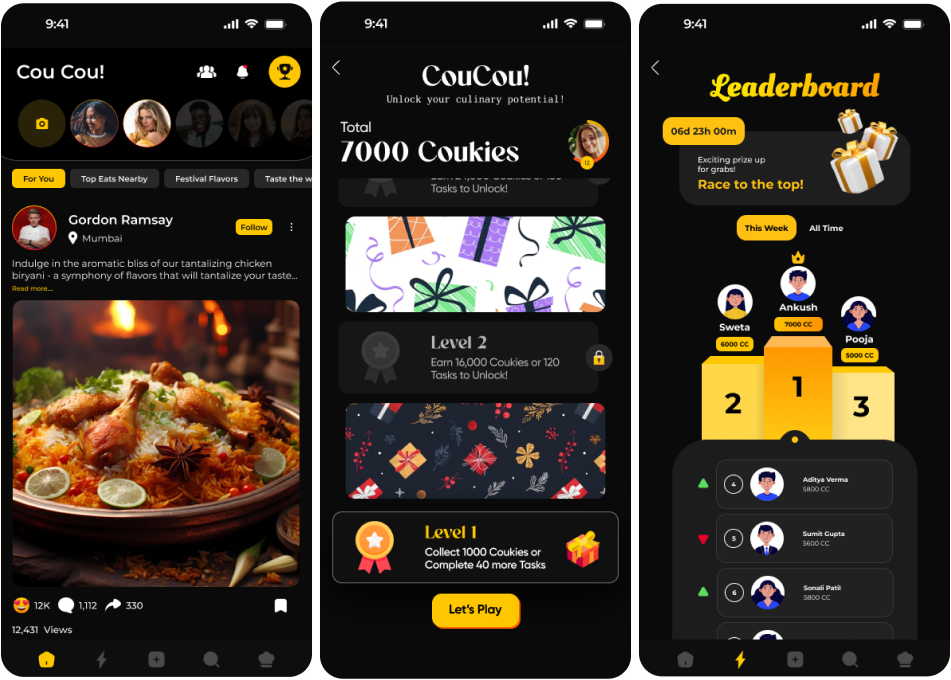 9:41
Cou Cou!
For You
Top Eats Nearby
Festival Flavors
Taste the w
Gordon Ramsay
Mumbai
Follow
Indulge in the aromatic bliss of our tantalizing chicken
biryani - a symphony of flavors that will tantalize your taste...
Read more...
12K
1,112
330
12,431 Views
9:41
CouCou!
Unlock your culinary potential!
Total
7000 Coukies
12
Tasks to Unlock!
Level 2
Earn 16,000 Coukies or 120
Tasks to Unlock!
Level 1
Collect 1000 Coukies or
Complete 40 more Tasks
Let's Play
9:41
Leaderboard
06d 23h 00m
Exciting prize up
for grabs!
Race to the top!
This Week
All Time
Ankush
7000 CC
Sweta
6000 CC
Pooja
5000 CC
1
2
3
4
Aditya Verma
5800 CC
5
Sumit Gupta
5600 CC
6
Sonali Patil
5800 CC